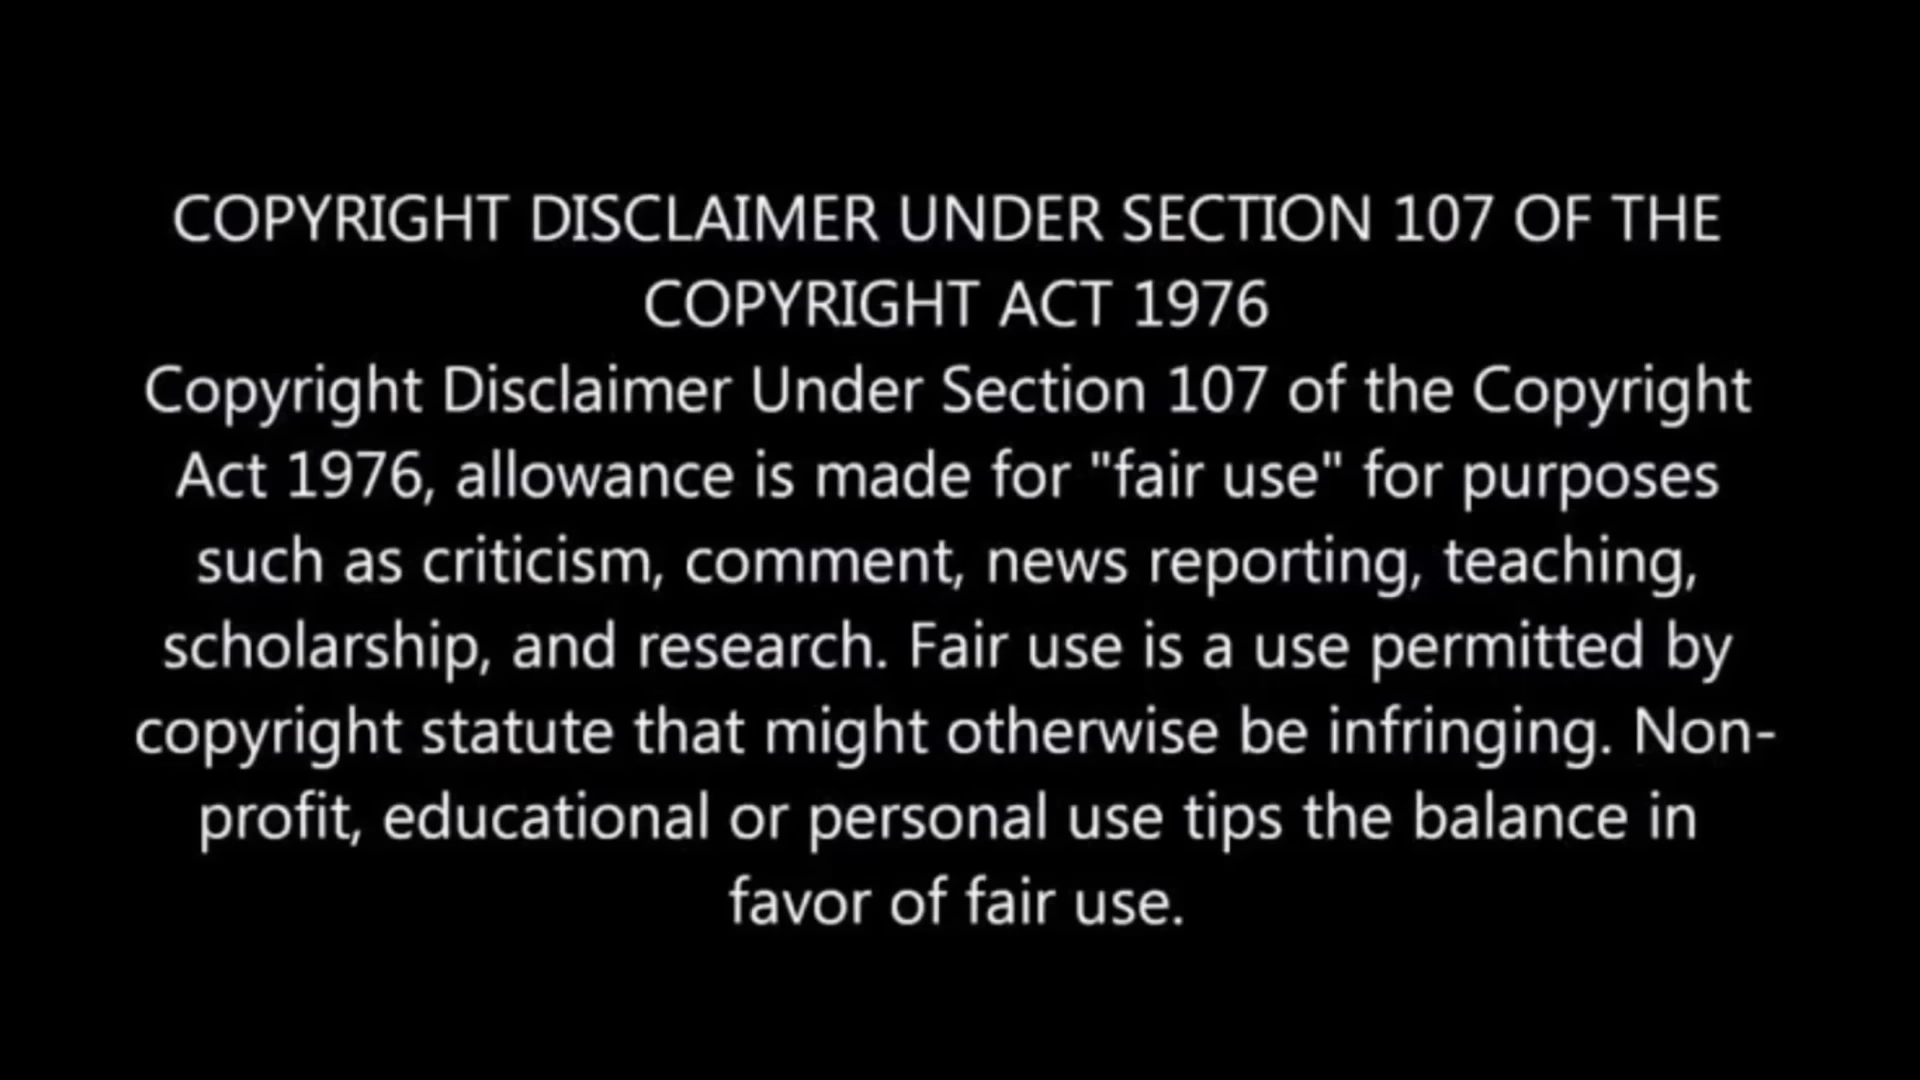 COPYRIGHT DISCLAIMER UNDER SECTION 107 OF THE
COPYRIGHT ACT 1976
Copyright Disclaimer Under Section 107 of the Copyright
Act 1976, allowance is made for "fair use" for purposes
such as criticism, comment, news reporting, teaching,
scholarship, and research. Fair use is a use permitted by
copyright statute that might otherwise be infringing. Non-
profit, educational or personal use tips the balance in
favor of fair use.